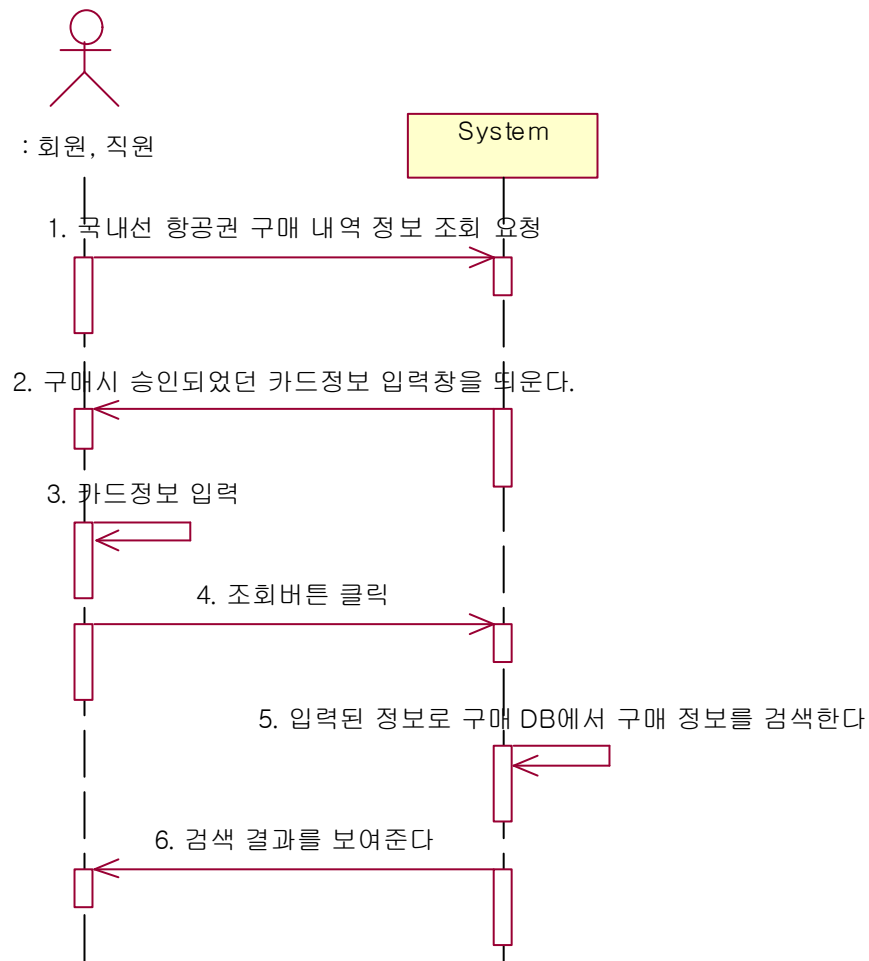 : 회원, 직원
System
1. 국내선 항공권 구매 내역 정보 조회 요청
2. 구매시 승인되었던 카드정보 입력창을 띄운다.
3. 카드정보 입력
4. 조회버튼 클릭
5. 입력된 정보로 구매 DB에서 구매 정보를 검색한다
6. 검색 결과를 보여준다